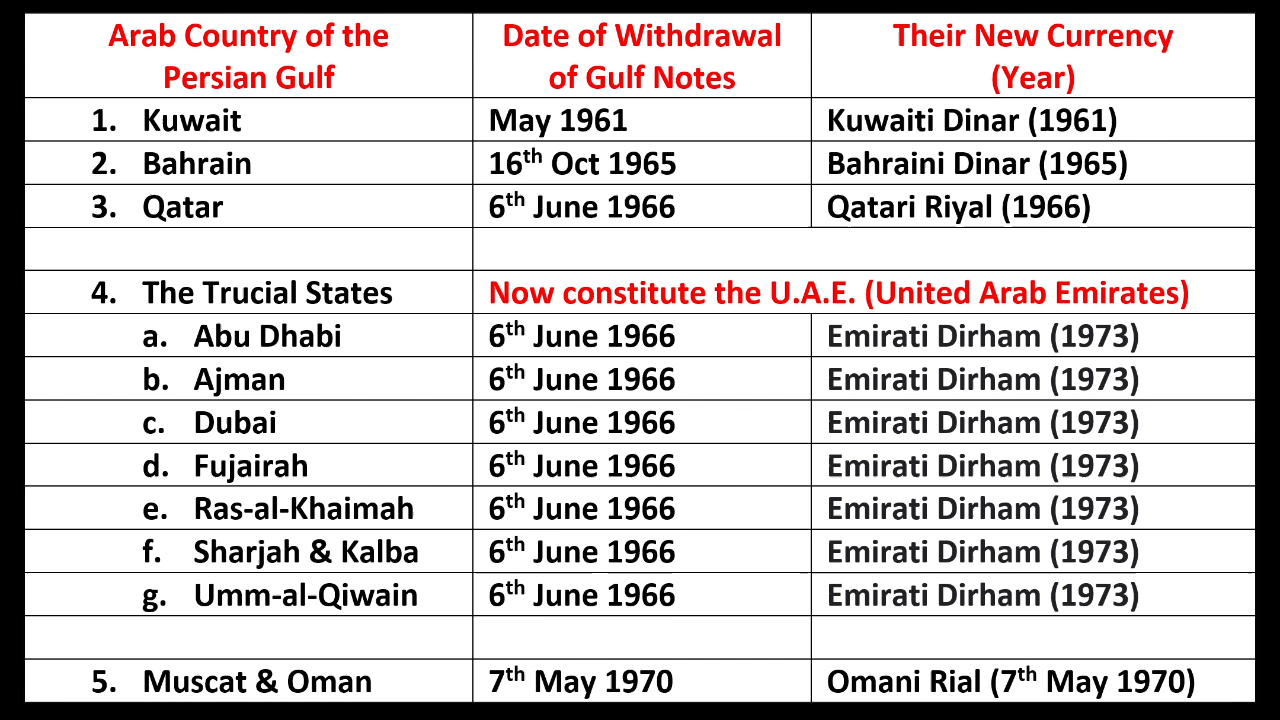 Arab Country of the Persian Gulf | Date of Withdrawal of Gulf Notes | Their New Currency (Year)
1. Kuwait | May 1961 | Kuwaiti Dinar (1961)
2. Bahrain | 16th Oct 1965 | Bahraini Dinar (1965)
3. Qatar | 6th June 1966 | Qatari Riyal (1966)
4. The Trucial States | Now constitute the U.A.E. (United Arab Emirates)
a. Abu Dhabi | 6th June 1966 | Emirati Dirham (1973)
b. Ajman | 6th June 1966 | Emirati Dirham (1973)
c. Dubai | 6th June 1966 | Emirati Dirham (1973)
d. Fujairah | 6th June 1966 | Emirati Dirham (1973)
e. Ras-al-Khaimah | 6th June 1966 | Emirati Dirham (1973)
f. Sharjah & Kalba | 6th June 1966 | Emirati Dirham (1973)
g. Umm-al-Qiwain | 6th June 1966 | Emirati Dirham (1973)
5. Muscat & Oman | 7th May 1970 | Omani Rial (7th May 1970)